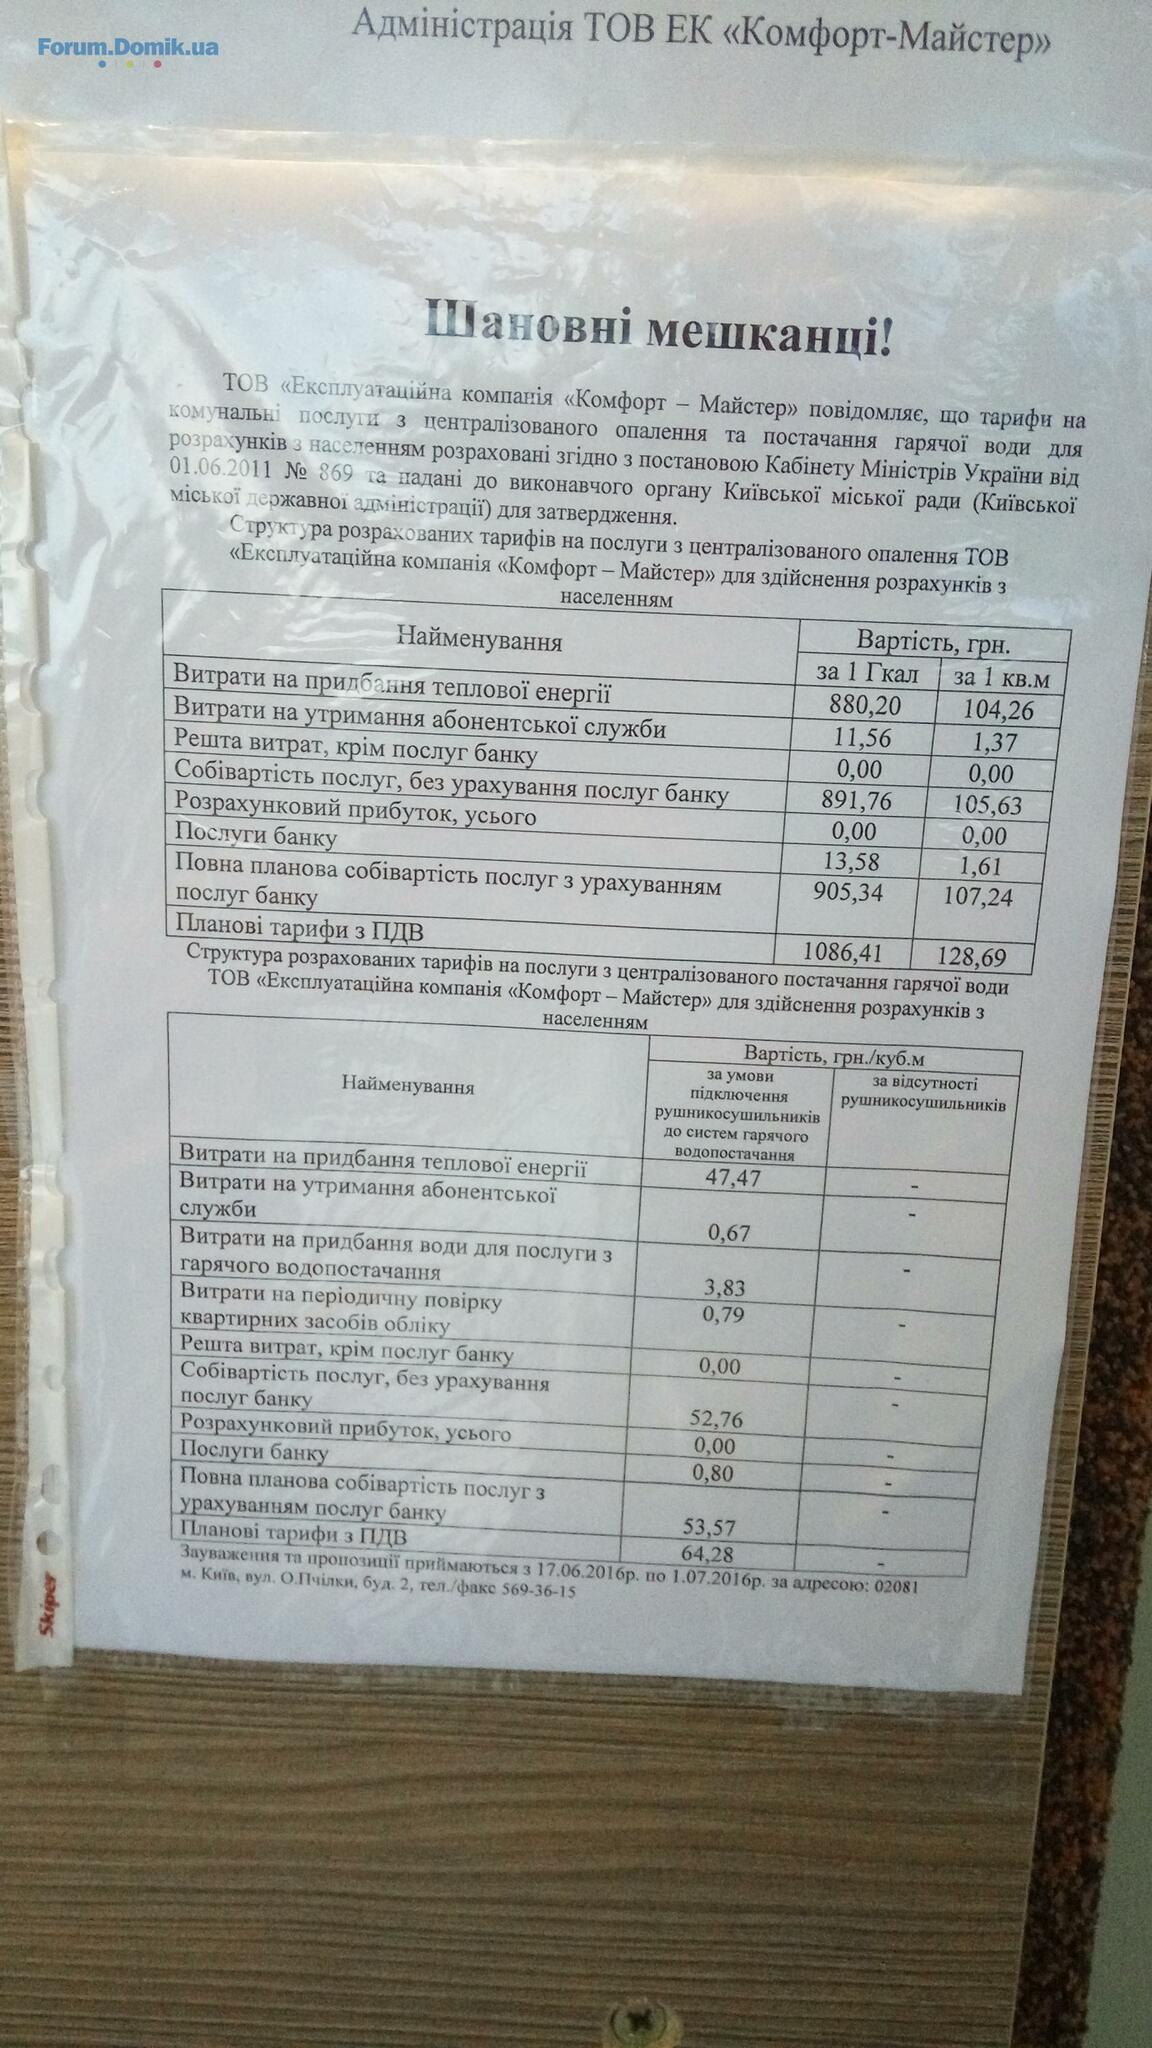 Forum.Domik.ua
Адміністрація ТОВ ЕК «Комфорт-Майстер»
Шановні мешканці!
ТОВ «Експлуатаційна компанія «Комфорт – Майстер» повідомляє, що тарифи на
комунальні послуги з централізованого опалення та постачання гарячої води для
розрахунків з населенням розраховані згідно з постановою Кабінету Міністрів України від
01.06.2011 № 869 та падані до виконавчого органу Київської міської ради (Київської
міської державної адміністрації) для затвердження.
Структура розрахованих тарифів на послуги з централізованого опалення ТОВ
«Експлуатаційна компанія «Комфорт – Майстер» для здійснення розрахунків з
населенням
Найменування Вартість, грн.
за 1 Гкал за 1 кв.м
Витрати на придбання теплової енергії 880,20 104,26
Витрати на утримання абонентської служби 11,56 1,37
Решта витрат, крім послуг банку 0,00 0,00
Собівартість послуг, без урахування послуг банку 891,76 105,63
Розрахунковий прибуток, усього 0,00 0,00
Послуги банку 13,58 1,61
Повна планова собівартість послуг з урахуванням 905,34 107,24
послуг банку
Планові тарифи з ПДВ 1086,41 128,69
Структура розрахованих тарифів на послуги з централізованого постачання гарячої води
ТОВ «Експлуатаційна компанія «Комфорт – Майстер» для здійснення розрахунків з
населенням
Найменування Вартість, грн./куб.м
за умови
підключення
рушникосушильників
до систем гарячого
водопостачання
за відсутності
рушникосушильників
Витрати на придбання теплової енергії 47,47 -
Витрати на утримання абонентської
служби 0,67 -
Витрати на придбання води для послуги з
гарячого водопостачання 3,83 -
Витрати на періодичну повірку
квартирних засобів обліку 0,79 -
Решта витрат, крім послуг банку 0,00 -
Собівартість послуг, без урахування
послуг банку 52,76 -
Розрахунковий прибуток, усього 0,00 -
Послуги банку 0,80 -
Повна планова собівартість послуг з
урахуванням послуг банку 53,57 -
Планові тарифи з ПДВ 64,28 -
Зауваження та пропозиції приймаються з 17.06.2016р. по 1.07.2016р. за адресою: 02081
м. Київ, вул. О.Пчілки, буд. 2, тел./факс 569-36-15
Skiper